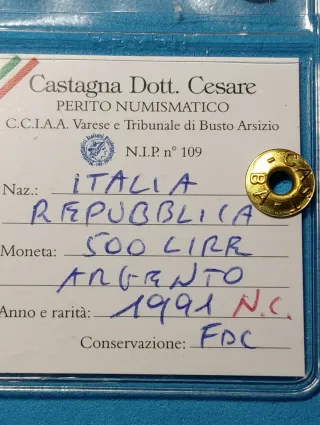 Castagna Dott. Cesare
PERITO NUMISMATICO
C.C.I.A.A. Varese e Tribunale di Busto Arsizio
N.I.P. n° 109
Naz.: ITALIA
REPUBBLICA
Moneta: 500 LIRE
ARGENTO
Anno e rarità: 1991 N.C.
Conservazione: FDC